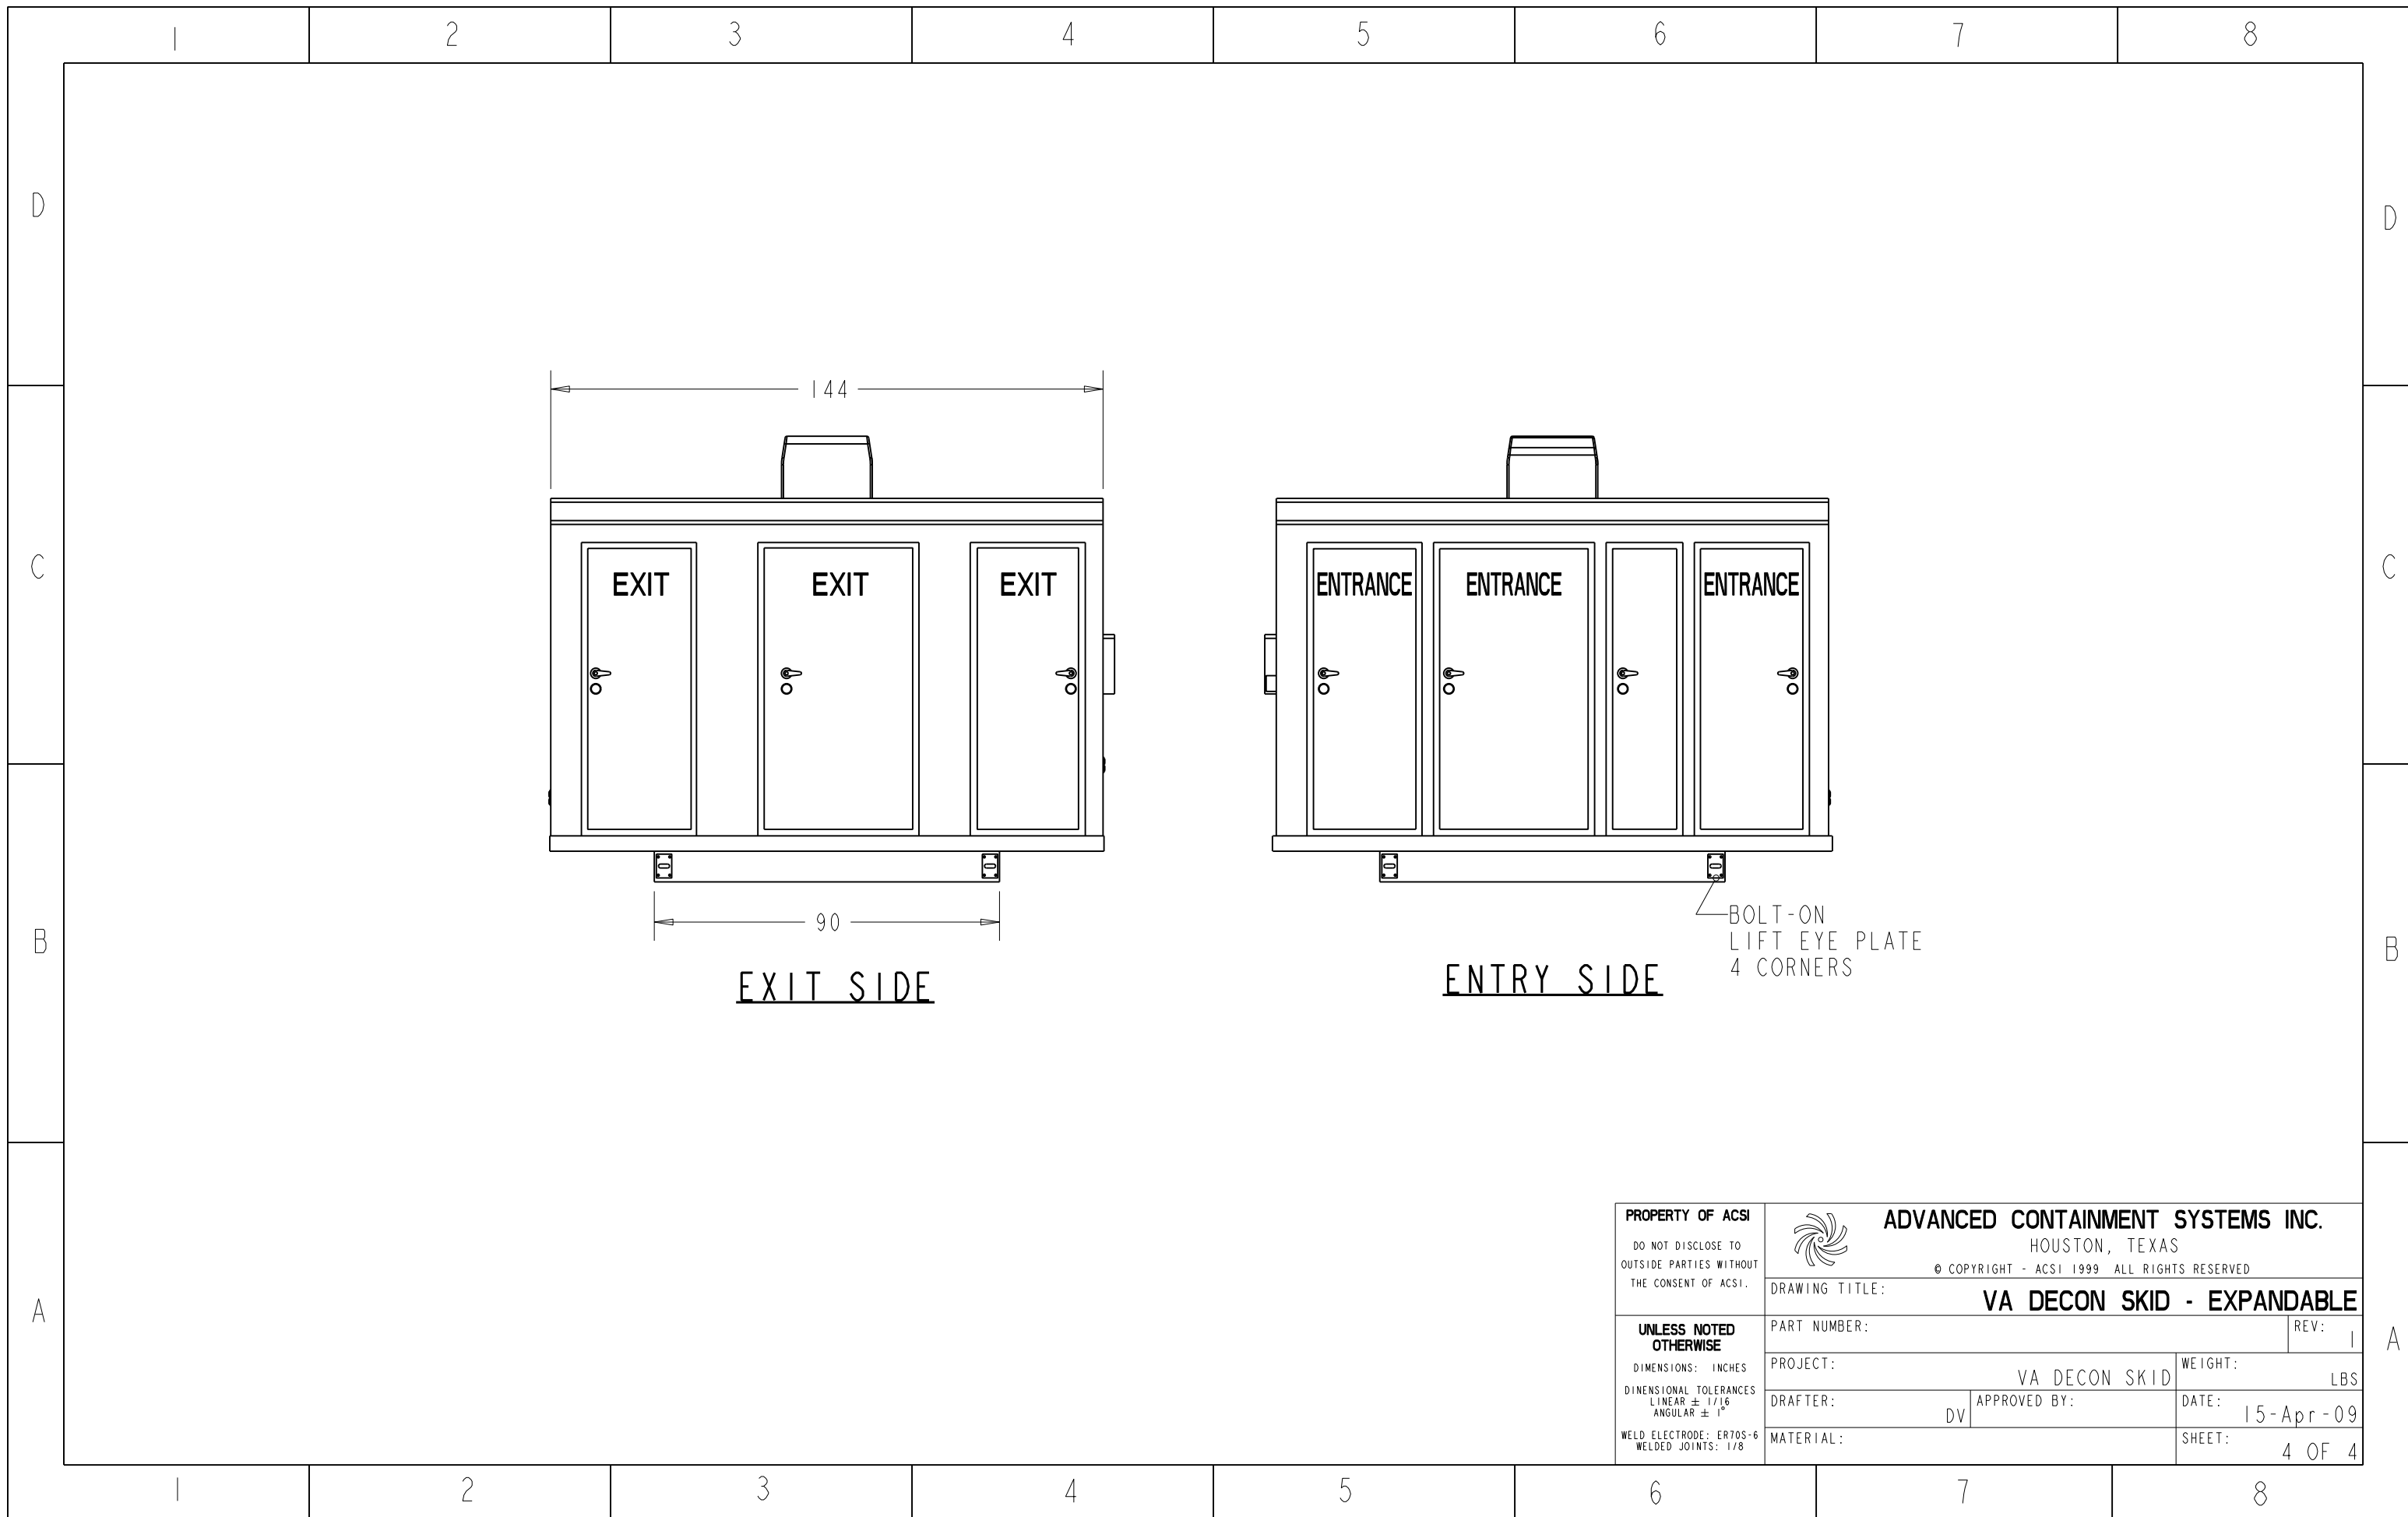 1 2 3 4 5 6 7 8
D D
144
C C
EXIT EXIT EXIT
ENTRANCE ENTRANCE ENTRANCE
90
B B
BOLT-ON
LIFT EYE PLATE
4 CORNERS
EXIT SIDE
ENTRY SIDE
A A
PROPERTY OF ACSI
DO NOT DISCLOSE TO
OUTSIDE PARTIES WITHOUT
THE CONSENT OF ACSI.
UNLESS NOTED
OTHERWISE
DIMENSIONS: INCHES
DINENSIONAL TOLERANCES
LINEAR ± 1/16
ANGULAR ± 1°
WELD ELECTRODE: ER70S-6
WELDED JOINTS: 1/8
ADVANCED CONTAINMENT SYSTEMS INC.
HOUSTON, TEXAS
© COPYRIGHT - ACSI 1999 ALL RIGHTS RESERVED
DRAWING TITLE:
VA DECON SKID - EXPANDABLE
PART NUMBER:
REV: 1
PROJECT: VA DECON SKID
WEIGHT: LBS
DRAFTER: DV
APPROVED BY:
DATE: 15-Apr-09
MATERIAL:
SHEET: 4 OF 4
1 2 3 4 5 6 7 8